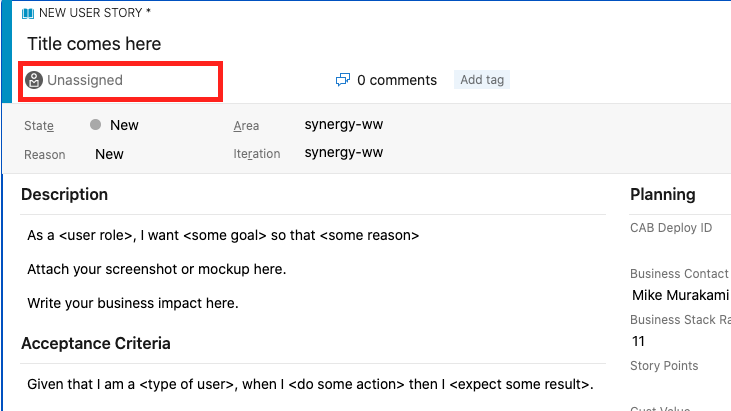 NEW USER STORY *
Title comes here
Unassigned
0 comments
Add tag
State New Area synergy-ww
Reason New Iteration synergy-ww
Description
As a <user role>, I want <some goal> so that <some reason>
Attach your screenshot or mockup here.
Write your business impact here.
Acceptance Criteria
Given that I am a <type of user>, when I <do some action> then I <expect some result>.
Planning
CAB Deploy ID
Business Contact
Mike Murakami
Business Stack Ra
11
Story Points
Cust Value